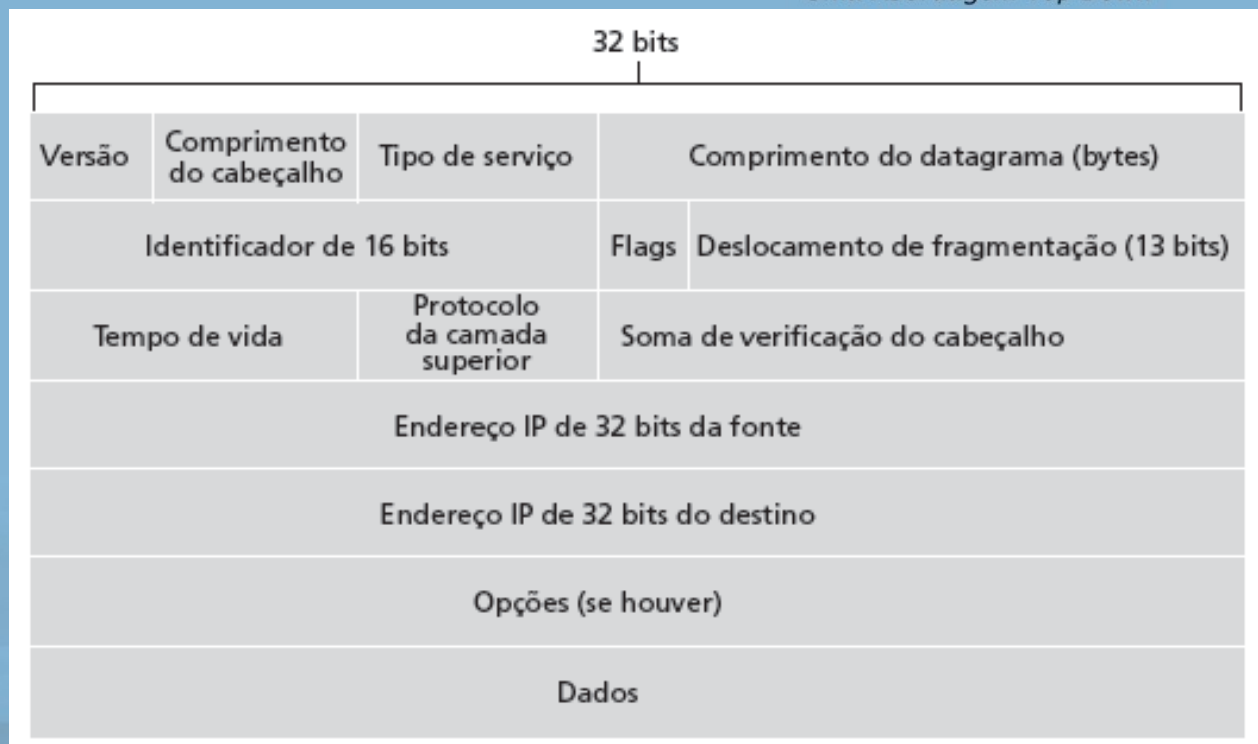 32 bits
Versão
Comprimento
do cabeçalho
Tipo de serviço
Comprimento do datagrama (bytes)
Identificador de 16 bits
Flags
Deslocamento de fragmentação (13 bits)
Tempo de vida
Protocolo
da camada
superior
Soma de verificação do cabeçalho
Endereço IP de 32 bits da fonte
Endereço IP de 32 bits do destino
Opções (se houver)
Dados